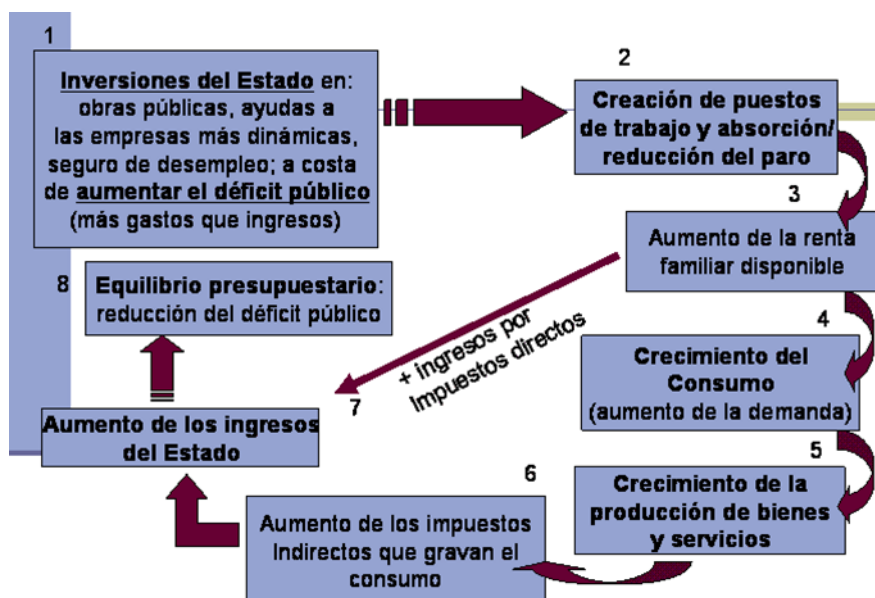 1
Inversiones del Estado en:
obras públicas, ayudas a
las empresas más dinámicas,
seguro de desempleo; a costa
de aumentar el déficit público
(más gastos que ingresos)
2
Creación de puestos
de trabajo y absorción/
reducción del paro
3
Aumento de la renta
familiar disponible
4
Crecimiento del
Consumo
(aumento de la demanda)
5
Crecimiento de la
producción de bienes
y servicios
6
Aumento de los impuestos
Indirectos que gravan el
consumo
+ ingresos por
Impuestos directos
7
Aumento de los ingresos
del Estado
8
Equilibrio presupuestario:
reducción del déficit público